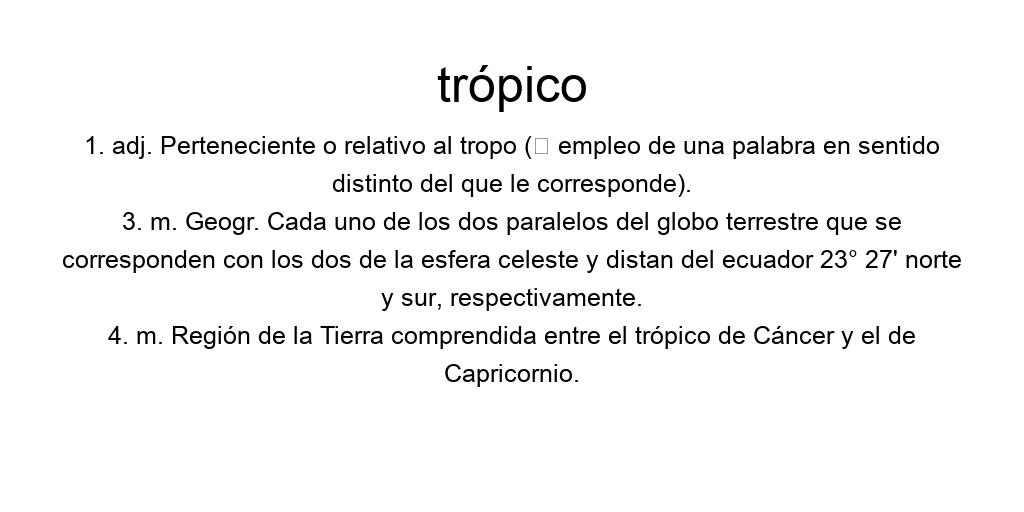 trópico
1. adj. Perteneciente o relativo al tropo (□ empleo de una palabra en sentido
distinto del que le corresponde).
3. m. Geogr. Cada uno de los dos paralelos del globo terrestre que se
corresponden con los dos de la esfera celeste y distan del ecuador 23° 27' norte
y sur, respectivamente.
4. m. Región de la Tierra comprendida entre el trópico de Cáncer y el de
Capricornio.